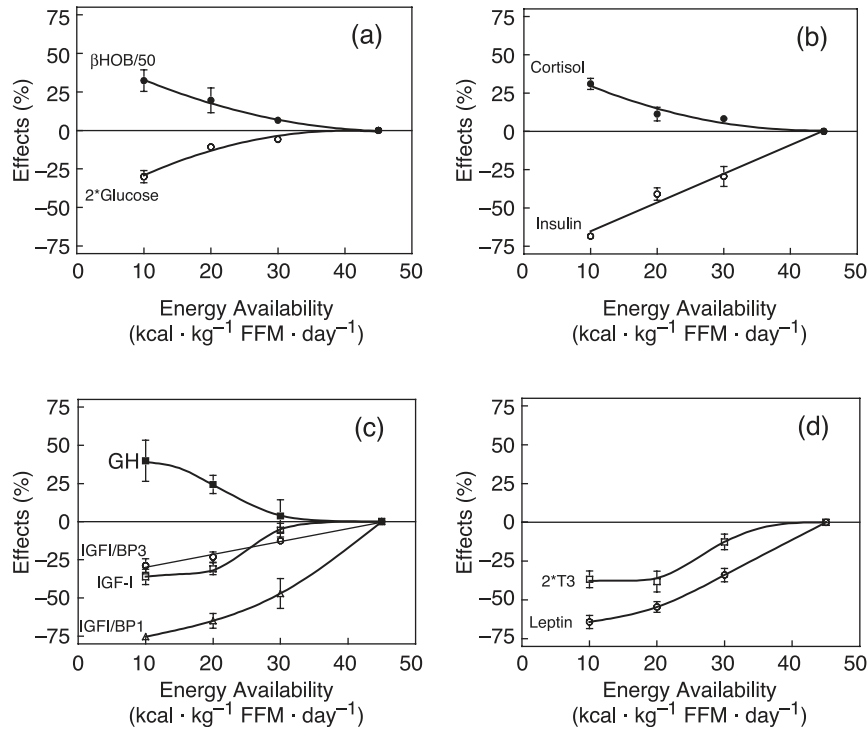 (a)
75
50
25
0
−25
−50
−75
Effects (%)
βHOB/50
2*Glucose
0 10 20 30 40 50
Energy Availability
(kcal · kg⁻¹ FFM · day⁻¹)
(b)
75
50
25
0
−25
−50
−75
Effects (%)
Cortisol
Insulin
0 10 20 30 40 50
Energy Availability
(kcal · kg⁻¹ FFM · day⁻¹)
(c)
75
50
25
0
−25
−50
−75
Effects (%)
GH
IGFI/BP3
IGF-I
IGFI/BP1
0 10 20 30 40 50
Energy Availability
(kcal · kg⁻¹ FFM · day⁻¹)
(d)
75
50
25
0
−25
−50
−75
Effects (%)
2*T3
Leptin
0 10 20 30 40 50
Energy Availability
(kcal · kg⁻¹ FFM · day⁻¹)